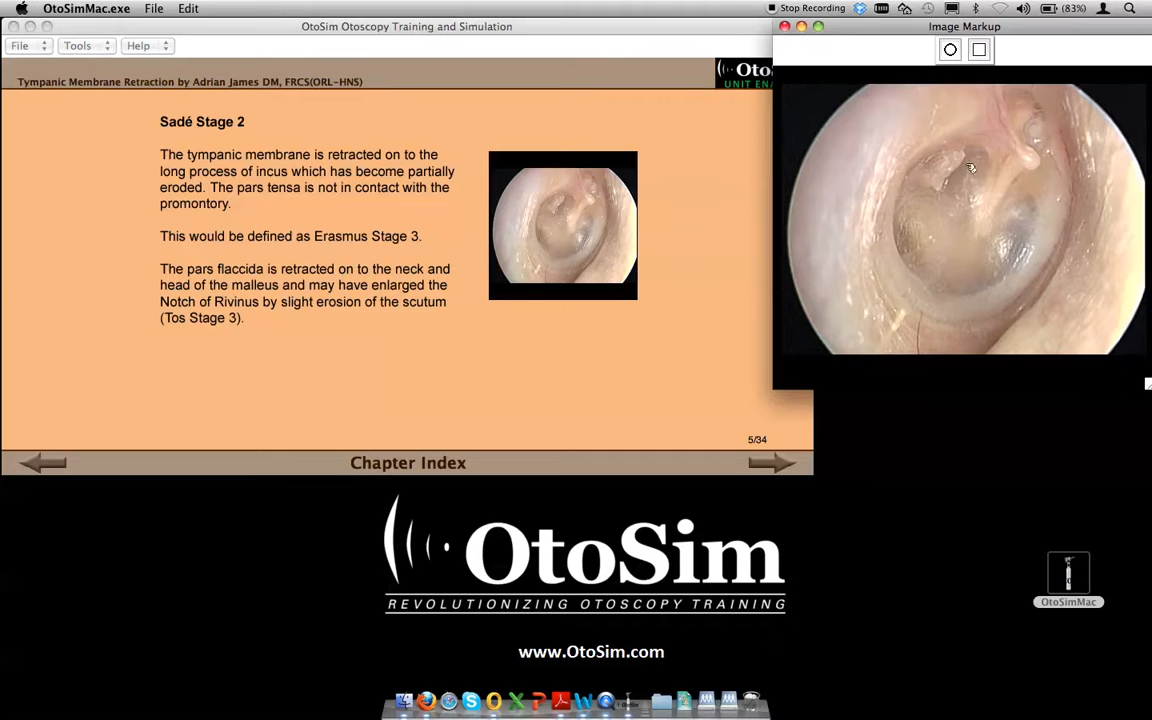 MacOtoSimMac.exe File Edit
Stop Recording
(83%)
OtoSim Otoscopy Training and Simulation
Image Markup
File Tools Help
Tympanic Membrane Retraction by Adrian James DM, FRCS(ORL-HNS)
Oto
UNIT ENA
Sadé Stage 2
The tympanic membrane is retracted on to the
long process of incus which has become partially
eroded. The pars tensa is not in contact with the
promontory.
This would be defined as Erasmus Stage 3.
The pars flaccida is retracted on to the neck and
head of the malleus and may have enlarged the
Notch of Rivinus by slight erosion of the scutum
(Tos Stage 3).
5/34
Chapter Index
OtoSim
REVOLUTIONIZING OTOSCOPY TRAINING
www.OtoSim.com
OtoSimMac